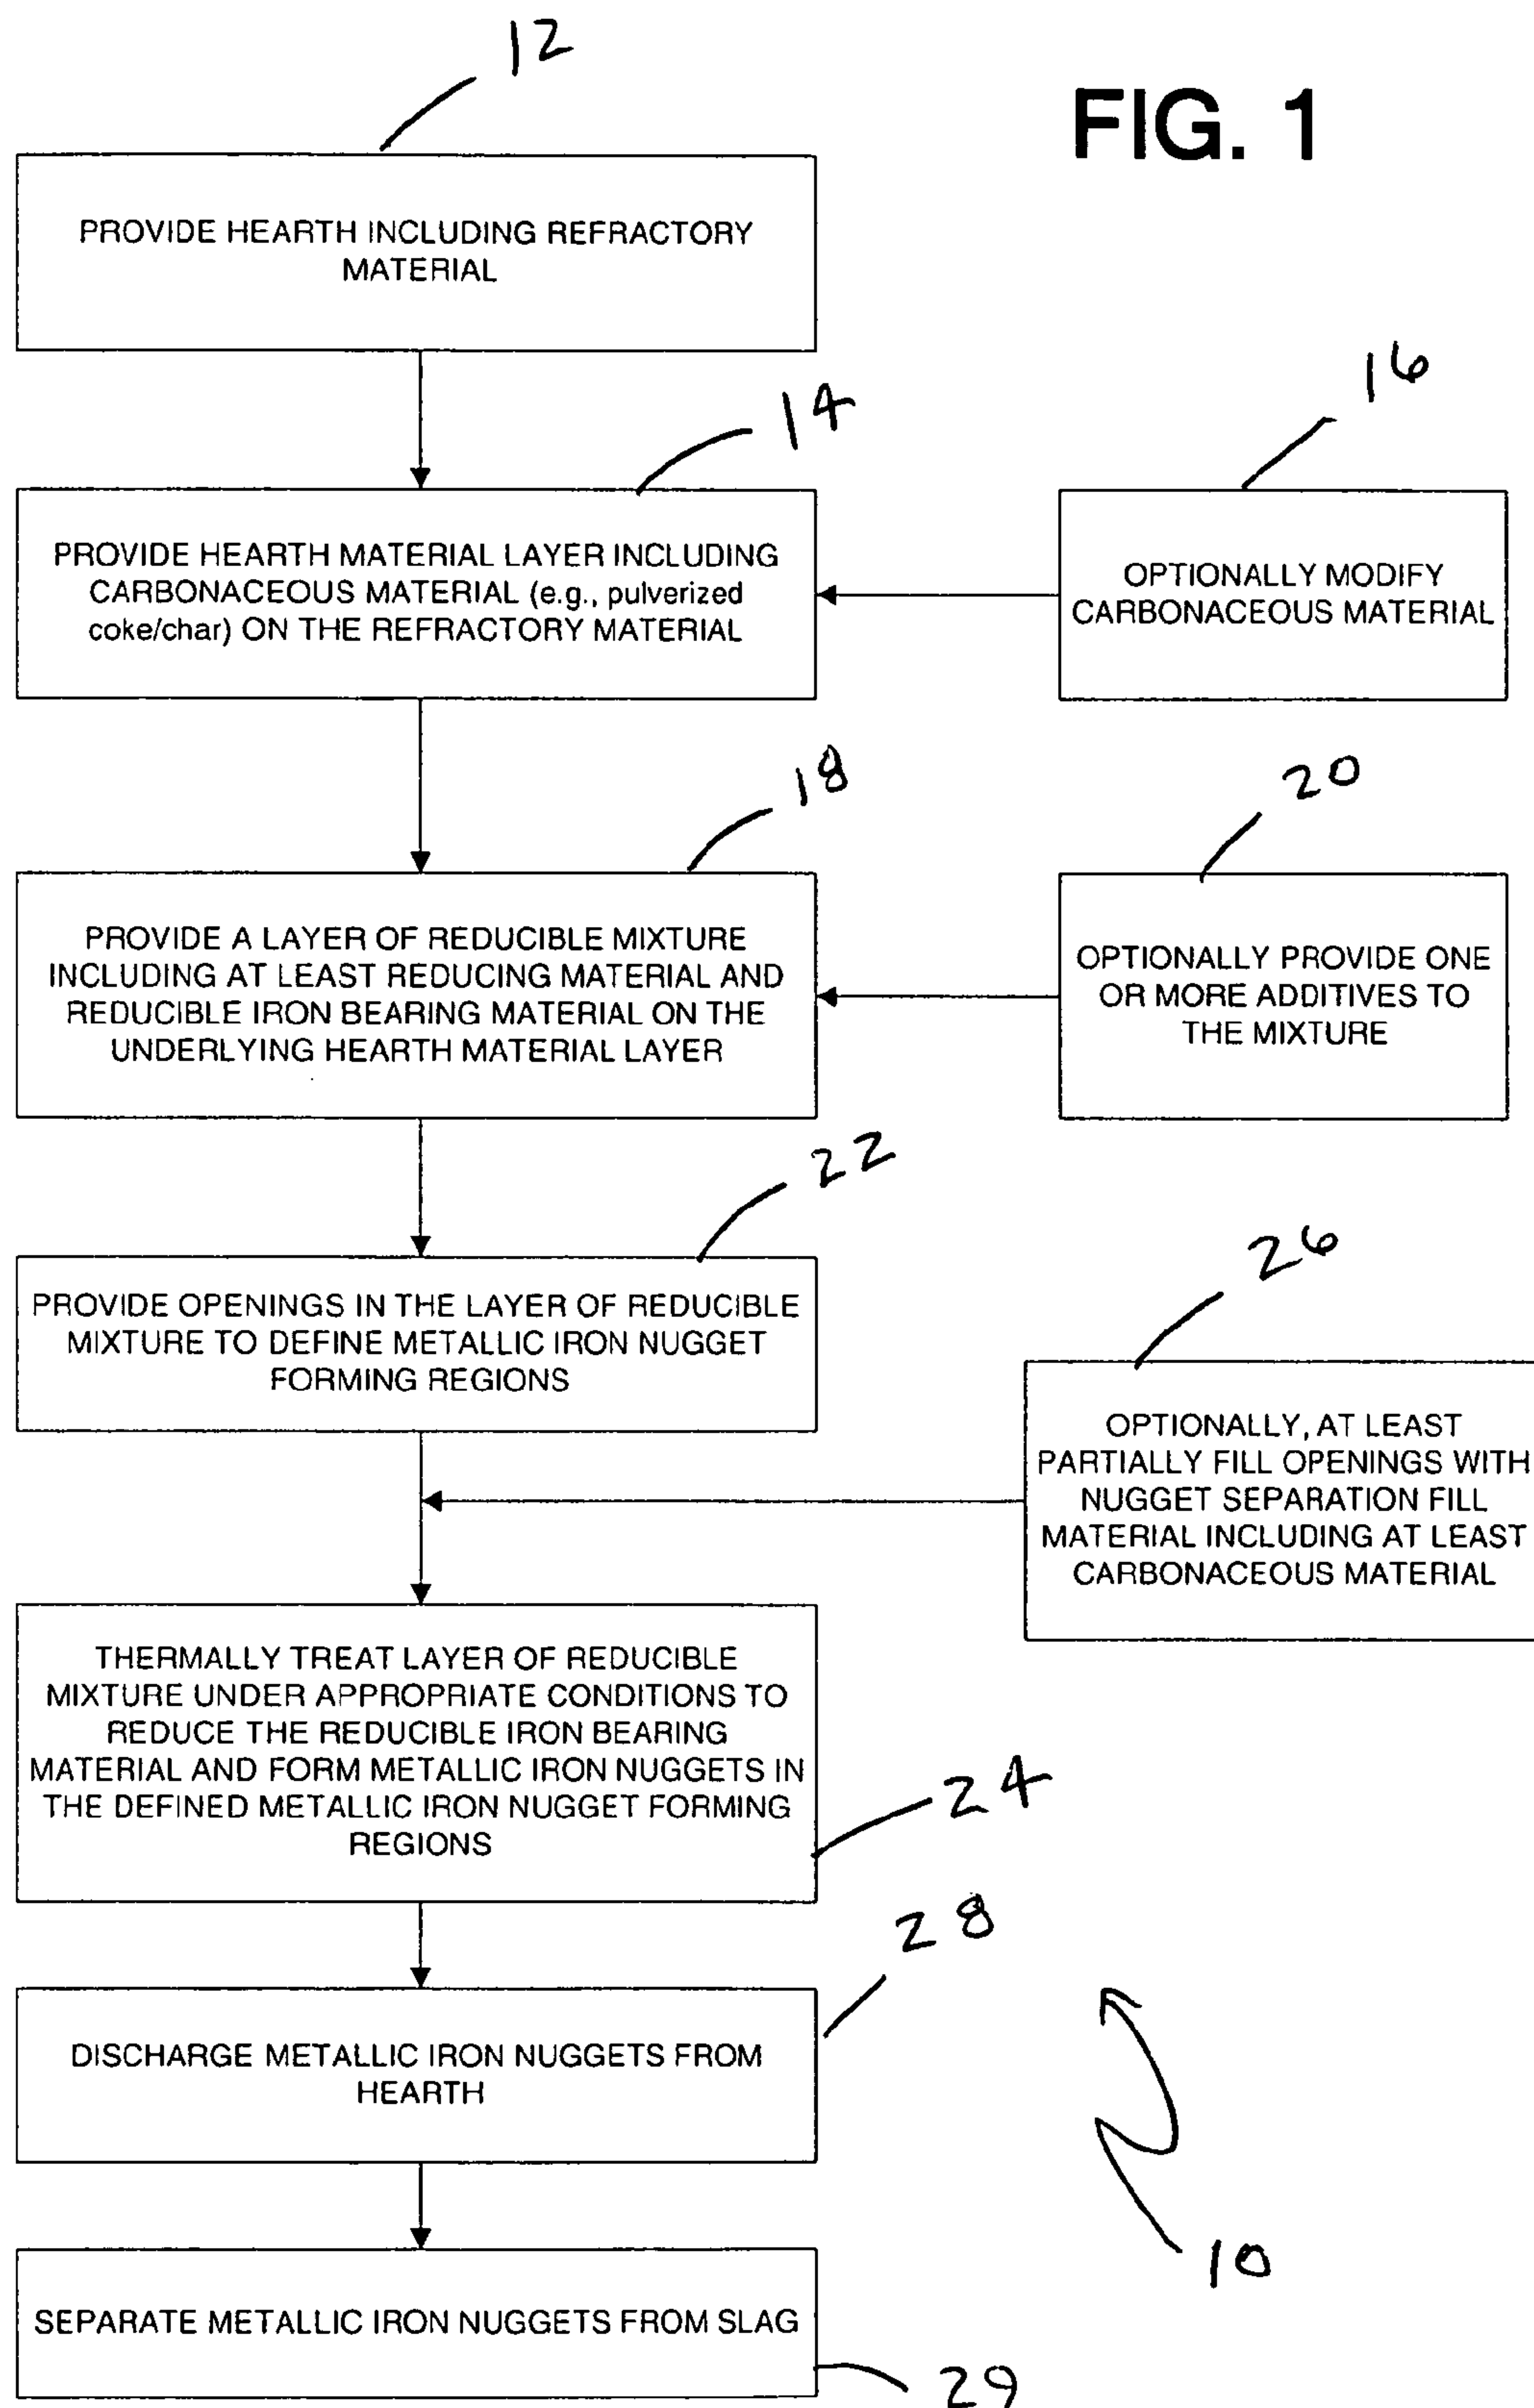 12
FIG. 1
PROVIDE HEARTH INCLUDING REFRACTORY
MATERIAL
14
16
PROVIDE HEARTH MATERIAL LAYER INCLUDING
CARBONACEOUS MATERIAL (e.g., pulverized
coke/char) ON THE REFRACTORY MATERIAL
OPTIONALLY MODIFY
CARBONACEOUS MATERIAL
18
20
PROVIDE A LAYER OF REDUCIBLE MIXTURE
INCLUDING AT LEAST REDUCING MATERIAL AND
REDUCIBLE IRON BEARING MATERIAL ON THE
UNDERLYING HEARTH MATERIAL LAYER
OPTIONALLY PROVIDE ONE
OR MORE ADDITIVES TO
THE MIXTURE
22
PROVIDE OPENINGS IN THE LAYER OF REDUCIBLE
MIXTURE TO DEFINE METALLIC IRON NUGGET
FORMING REGIONS
26
OPTIONALLY, AT LEAST
PARTIALLY FILL OPENINGS WITH
NUGGET SEPARATION FILL
MATERIAL INCLUDING AT LEAST
CARBONACEOUS MATERIAL
THERMALLY TREAT LAYER OF REDUCIBLE
MIXTURE UNDER APPROPRIATE CONDITIONS TO
REDUCE THE REDUCIBLE IRON BEARING
MATERIAL AND FORM METALLIC IRON NUGGETS IN
THE DEFINED METALLIC IRON NUGGET FORMING
REGIONS
24
28
DISCHARGE METALLIC IRON NUGGETS FROM
HEARTH
10
SEPARATE METALLIC IRON NUGGETS FROM SLAG
29